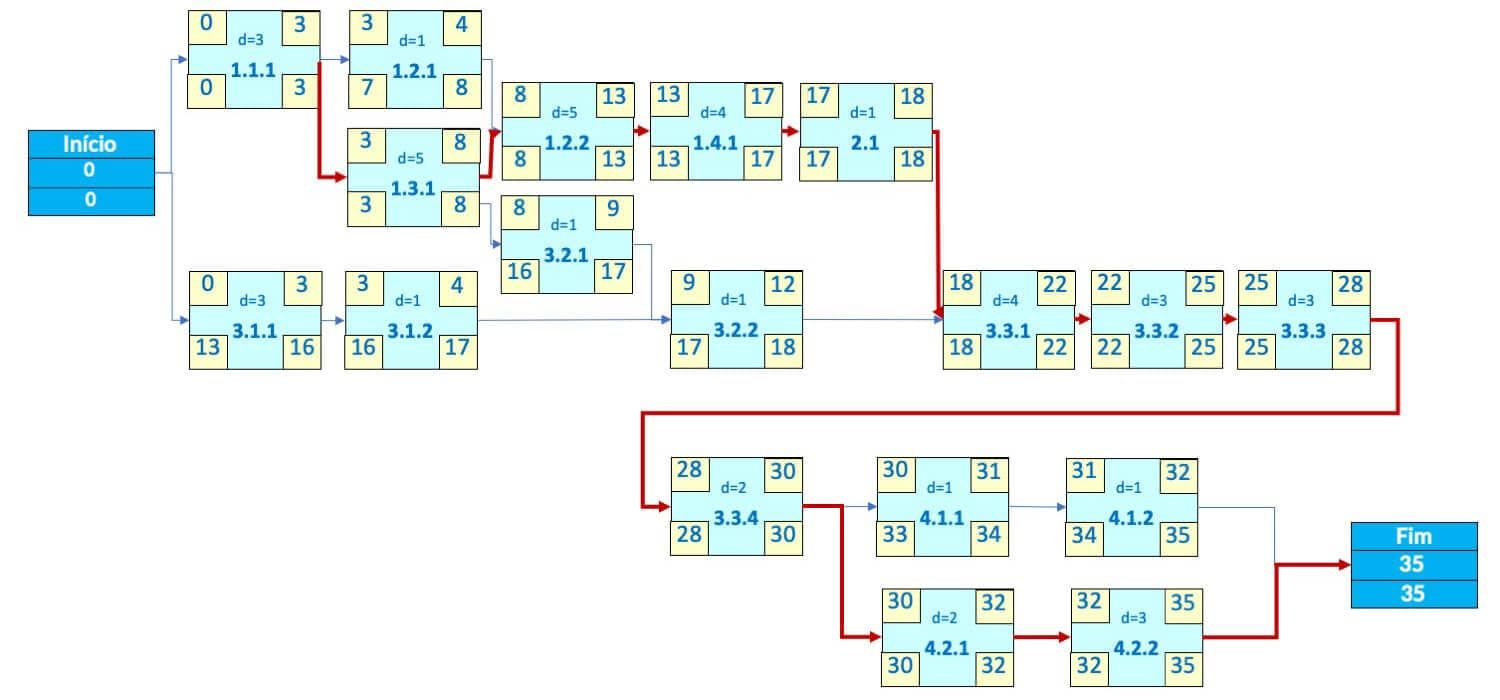 0 3
d=3
1.1.1
0 3
3 4
d=1
1.2.1
7 8
Início
0
0
3 8
d=5
1.3.1
3 8
8 13
d=5
1.2.2
8 13
13 17
d=4
1.4.1
13 17
17 18
d=1
2.1
17 18
8 9
d=1
3.2.1
16 17
0 3
d=3
3.1.1
13 16
3 4
d=1
3.1.2
16 17
9 12
d=1
3.2.2
17 18
18 22
d=4
3.3.1
18 22
22 25
d=3
3.3.2
22 25
25 28
d=3
3.3.3
25 28
28 30
d=2
3.3.4
28 30
30 31
d=1
4.1.1
33 34
31 32
d=1
4.1.2
34 35
30 32
d=2
4.2.1
30 32
32 35
d=3
4.2.2
32 35
Fim
35
35